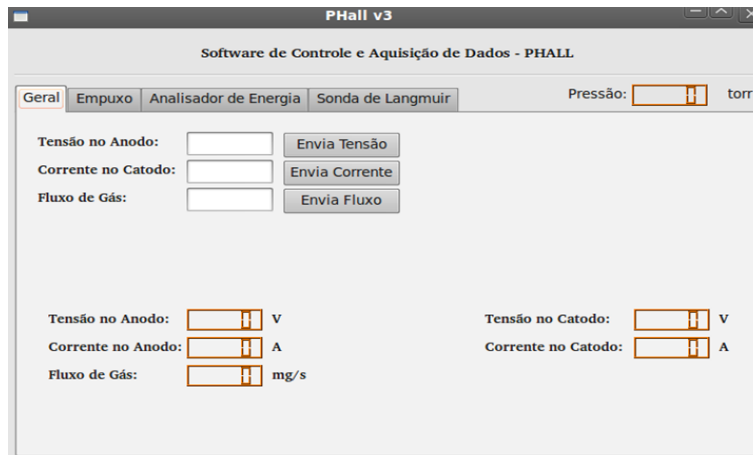 PHall v3
Software de Controle e Aquisição de Dados - PHALL
Geral Empuxo Analisador de Energia Sonda de Langmuir Pressão: torr
Tensão no Anodo: Envia Tensão
Corrente no Catodo: Envia Corrente
Fluxo de Gás: Envia Fluxo
Tensão no Anodo: V Tensão no Catodo: V
Corrente no Anodo: A Corrente no Catodo: A
Fluxo de Gás: mg/s